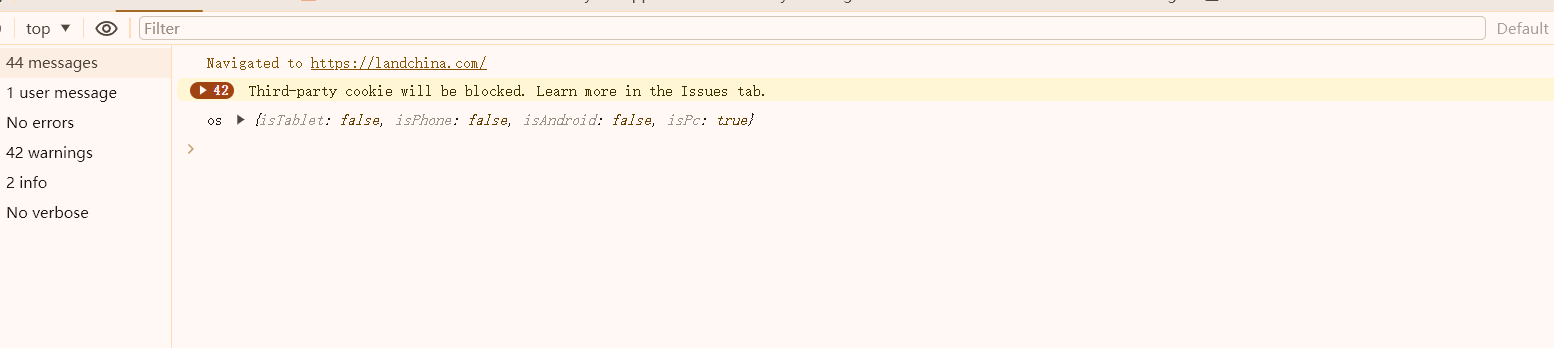 top ▼ Filter Default
44 messages
1 user message
No errors
42 warnings
2 info
No verbose
Navigated to https://landchina.com/
42 Third-party cookie will be blocked. Learn more in the Issues tab.
os ▶ {isTablet: false, isPhone: false, isAndroid: false, isPc: true}